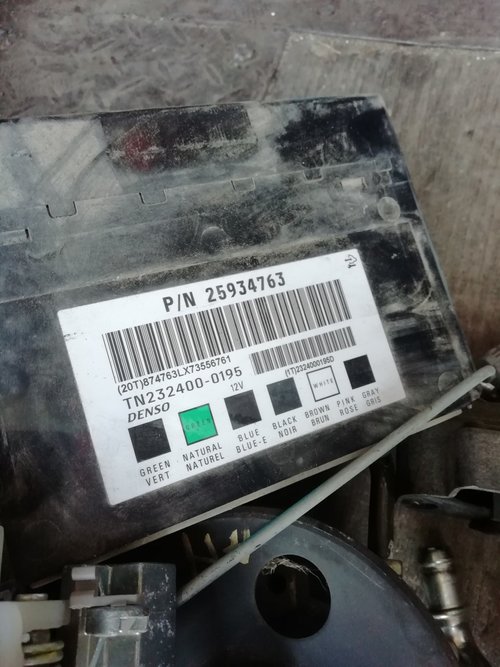 P/N 25934763
(20T)874763LX73556761
(1T)2324000195D
TN232400-0195
12V
DENSO
GREEN
WHITE
GREEN NATURAL BLUE BLACK BROWN PINK GRAY
VERT NATUREL BLUE-E NOIR BRUN ROSE GRIS